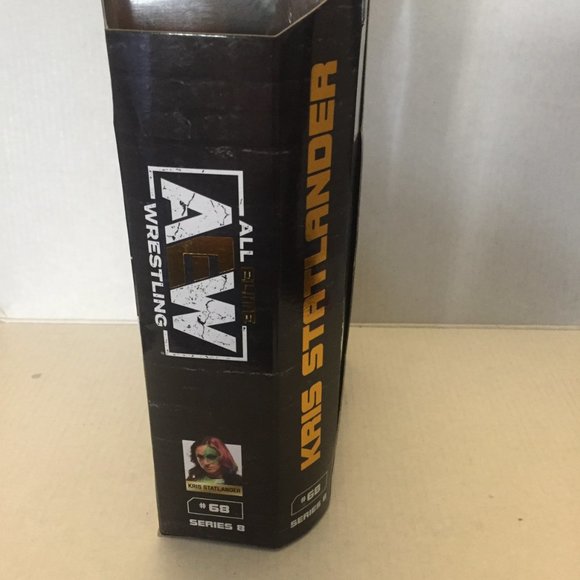 ALL ELITE
AEW
WRESTLING
KRIS STATLANDER
#68
SERIES 8
KRIS STATLANDER
#68
SERIES 8